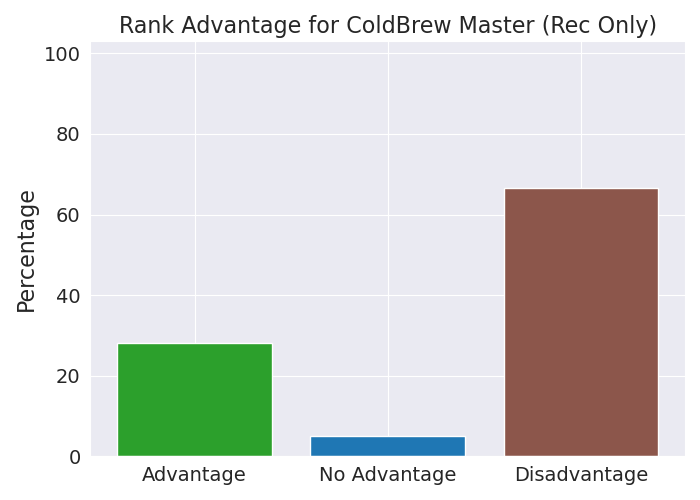 Rank Advantage for ColdBrew Master (Rec Only)
100
80
60
40
20
0
Percentage
Advantage
No Advantage
Disadvantage